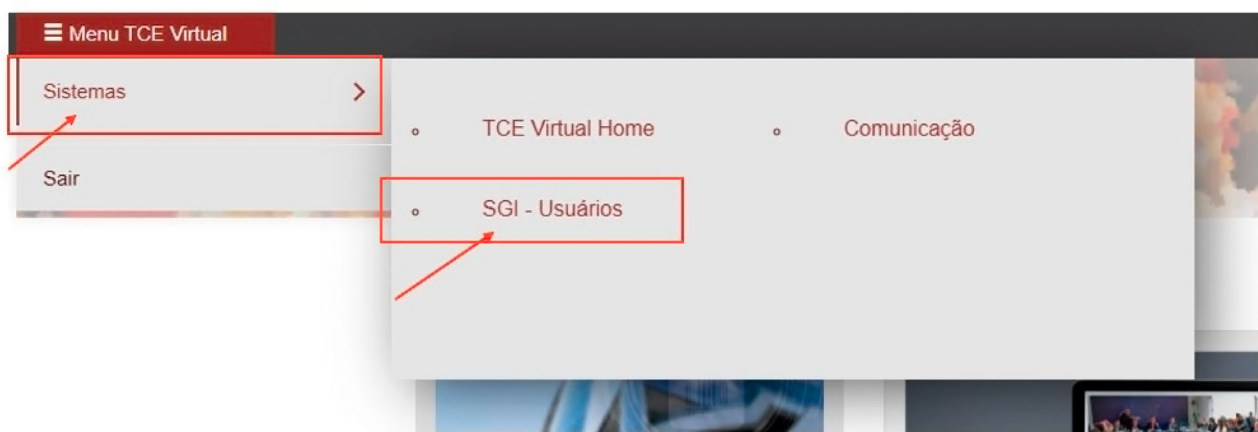 Menu TCE Virtual
Sistemas
TCE Virtual Home
Comunicação
Sair
SGI - Usuários